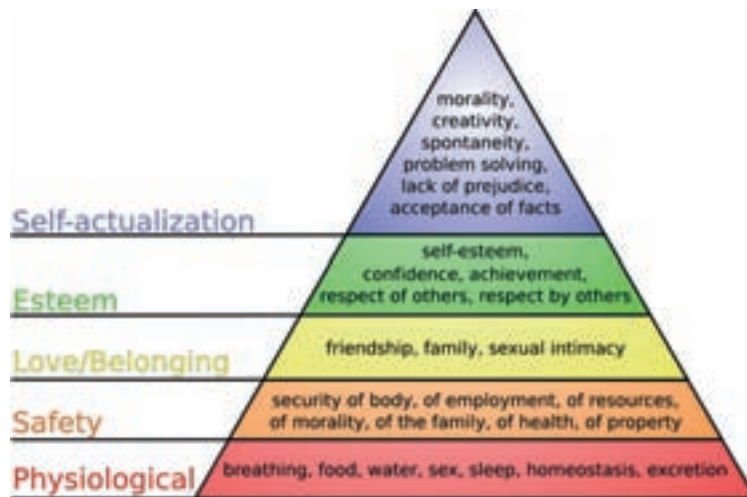 morality,
creativity,
spontaneity,
problem solving,
lack of prejudice,
acceptance of facts
Self-actualization
self-esteem,
confidence, achievement,
respect of others, respect by others
Esteem
friendship, family, sexual intimacy
Love/Belonging
security of body, of employment, of resources,
of morality, of the family, of health, of property
Safety
breathing, food, water, sex, sleep, homeostasis, excretion
Physiological